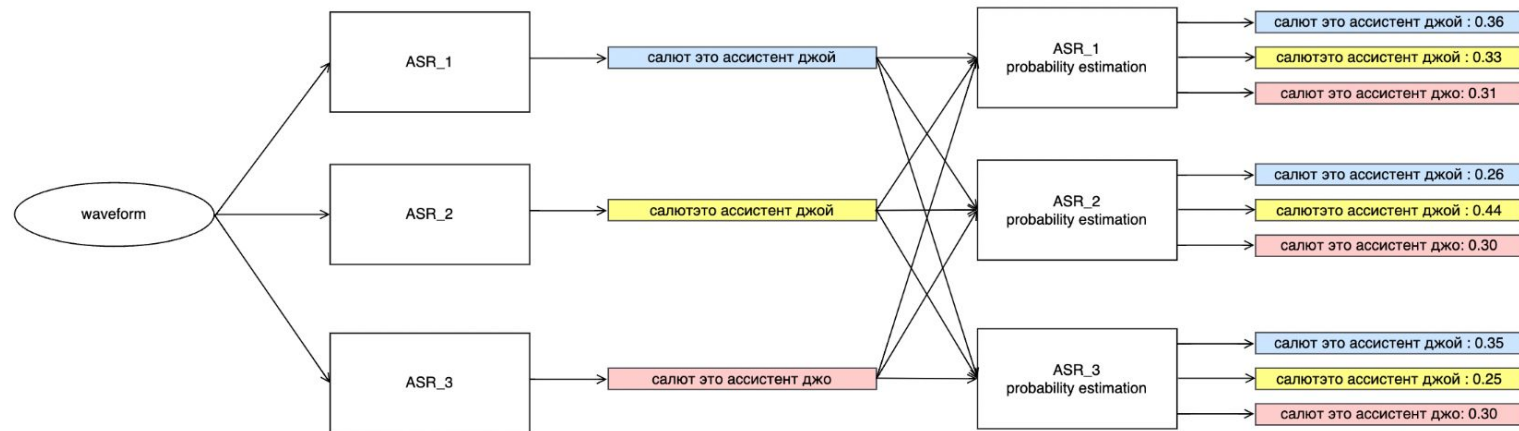 waveform
ASR_1
ASR_2
ASR_3
салют это ассистент джой
салютэто ассистент джой
салют это ассистент джо
ASR_1
probability estimation
салют это ассистент джой : 0.36
салютэто ассистент джой : 0.33
салют это ассистент джо: 0.31
ASR_2
probability estimation
салют это ассистент джой : 0.26
салютэто ассистент джой : 0.44
салют это ассистент джо: 0.30
ASR_3
probability estimation
салют это ассистент джой : 0.35
салютэто ассистент джой : 0.25
салют это ассистент джо: 0.30